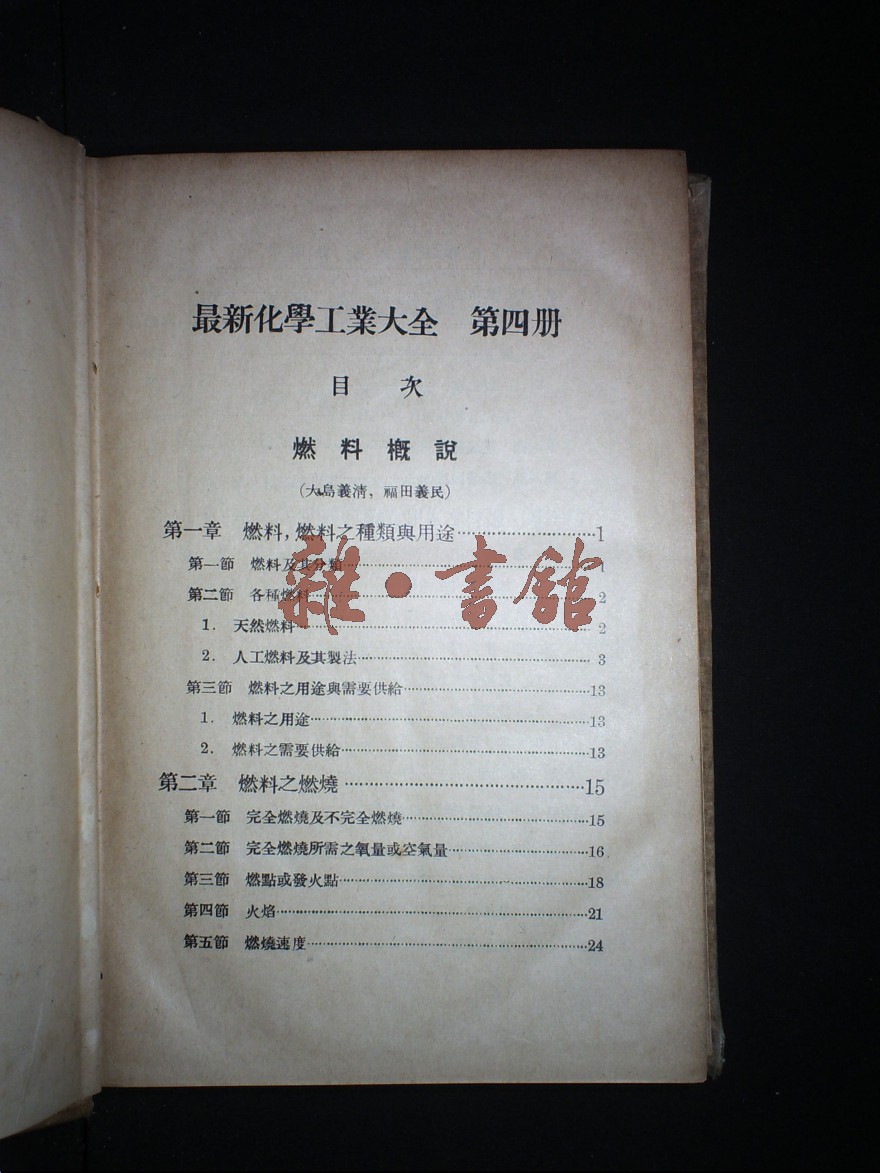 最新化學工業大全 第四册
目 次
燃料概說
(大島義淸,福田義民)
第一章 燃料,燃料之種類與用途……………………1
第一節 燃料及其分類……………………1
第二節 各種燃料……………………2
1. 天然燃料……………………2
2. 人工燃料及其製法……………………3
第三節 燃料之用途與需要供給……………………13
1. 燃料之用途……………………13
2. 燃料之需要供給……………………13
第二章 燃料之燃燒……………………15
第一節 完全燃燒及不完全燃燒……………………15
第二節 完全燃燒所需之氧量或空氣量……………………16
第三節 燃點或發火點……………………18
第四節 火焰……………………21
第五節 燃燒速度……………………24
雜·書館